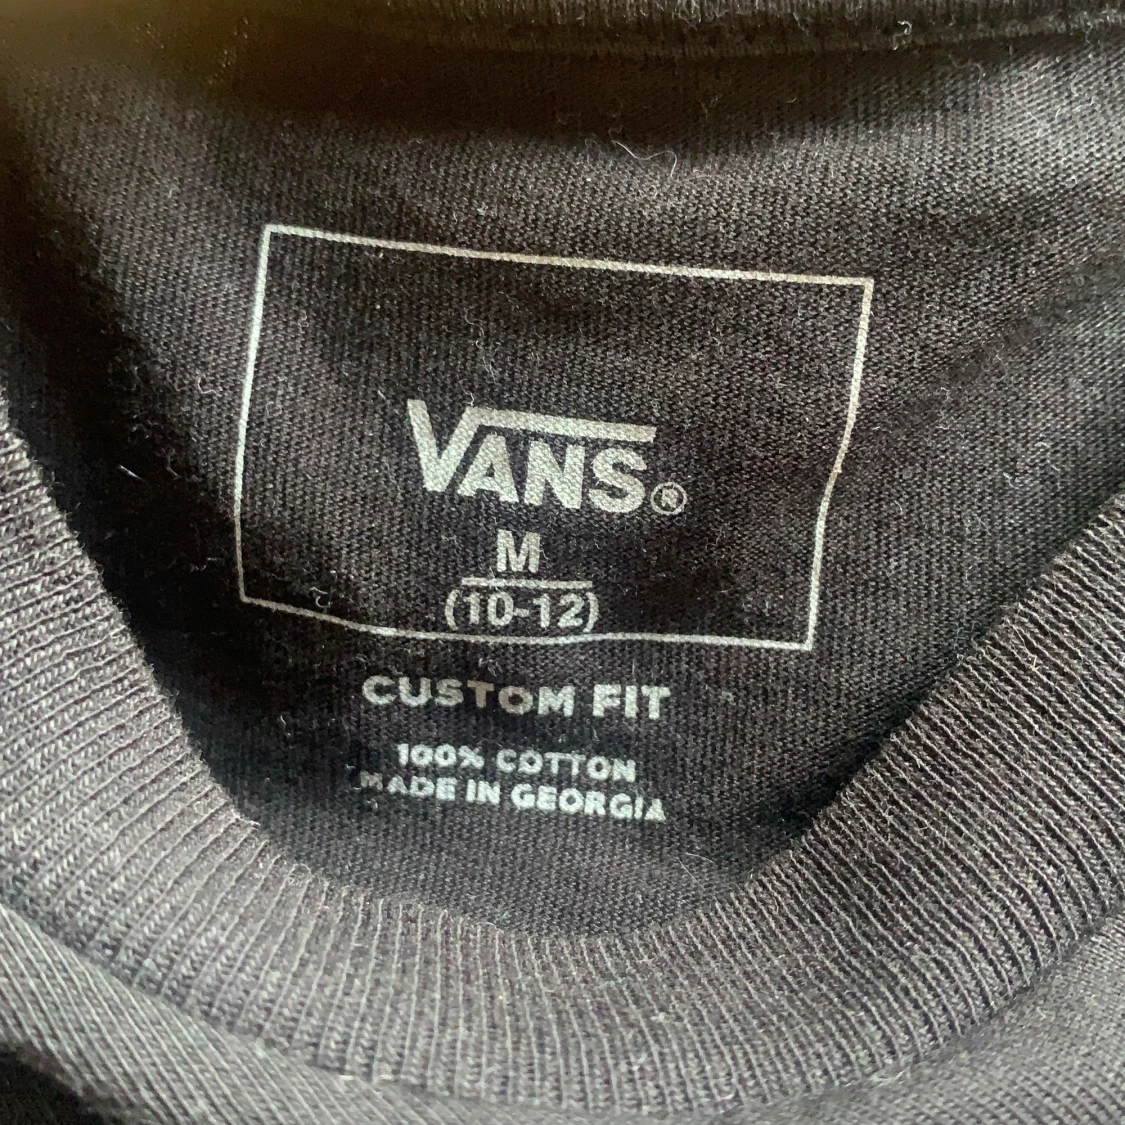 VANS®
M
(10-12)
CUSTOM FIT
100% COTTON
MADE IN GEORGIA